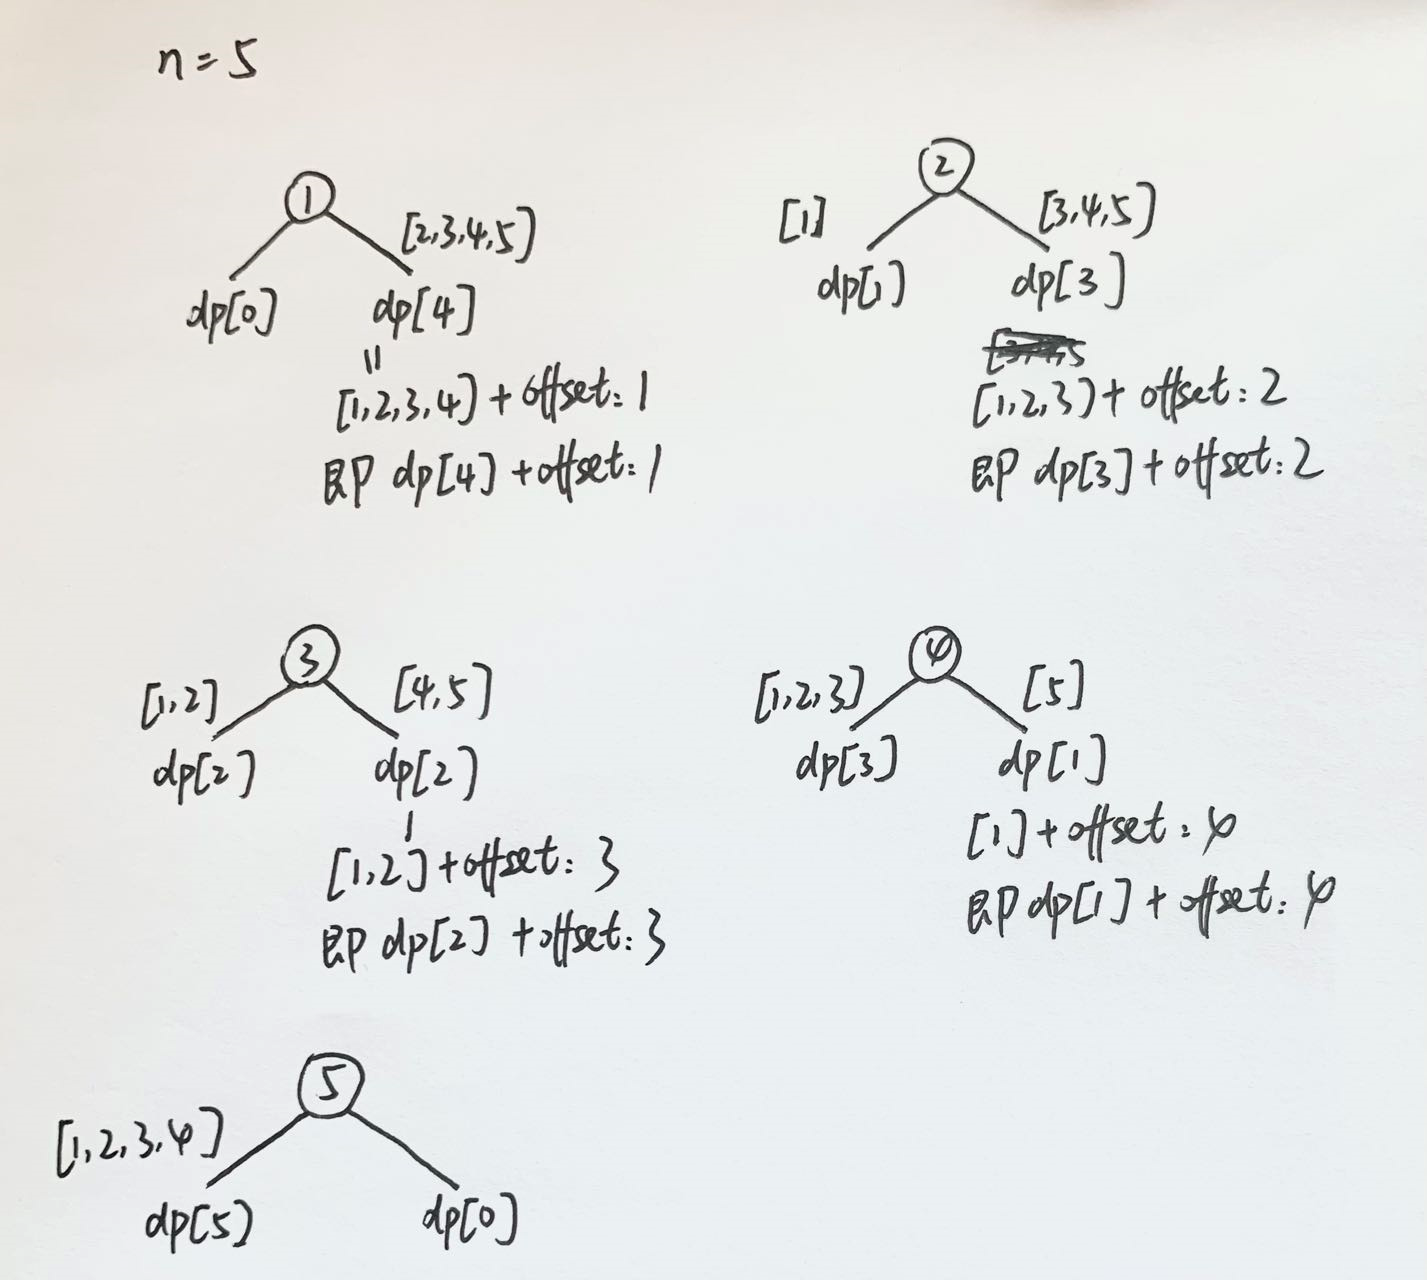 n=5
1
[2,3,4,5]
dp[0]
dp[4]
[1,2,3,4]+offset:1
即 dp[4]+offset:1
2
[1]
[3,4,5]
dp[1]
dp[3]
[1,2,3]+offset:2
即 dp[3]+offset:2
3
[1,2]
[4,5]
dp[2]
dp[2]
[1,2]+offset:3
即 dp[2]+offset:3
4
[1,2,3]
[5]
dp[3]
dp[1]
[1]+offset:4
即 dp[1]+offset:4
5
[1,2,3,4]
dp[5]
dp[0]